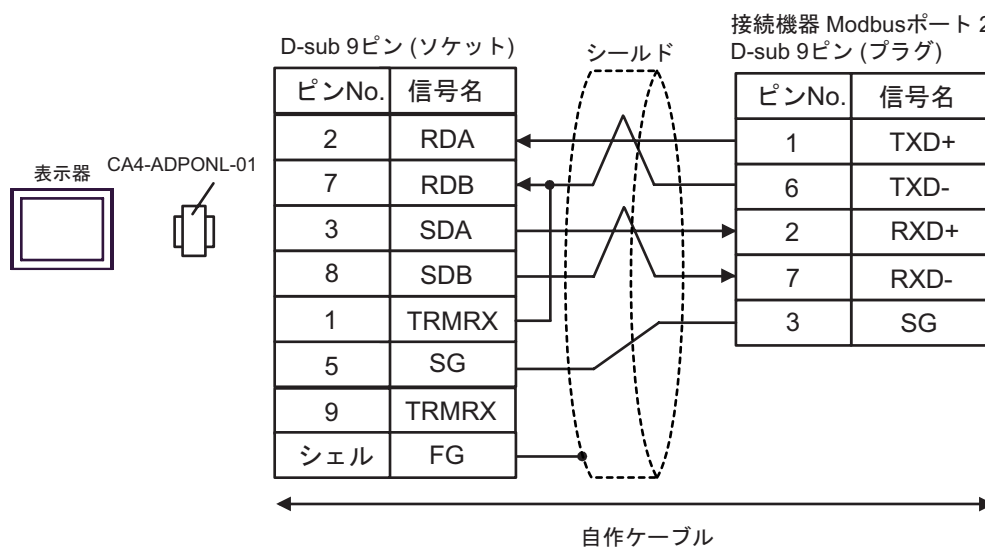 接続機器 Modbusポート 2
D-sub 9ピン (ソケット)
シールド
D-sub 9ピン (プラグ)
ピンNo. 信号名
2 RDA
7 RDB
3 SDA
8 SDB
1 TRMRX
5 SG
9 TRMRX
シェル FG
ピンNo. 信号名
1 TXD+
6 TXD-
2 RXD+
7 RXD-
3 SG
表示器
CA4-ADPONL-01
自作ケーブル